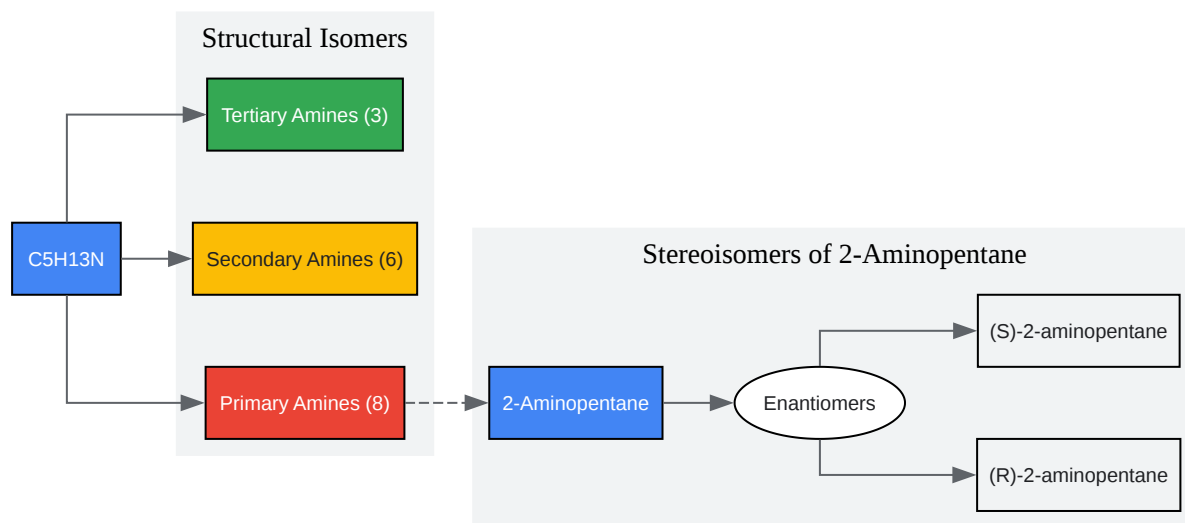 Structural Isomers
Tertiary Amines (3)
C5H13N
Secondary Amines (6)
Primary Amines (8)
Stereoisomers of 2-Aminopentane
2-Aminopentane
Enantiomers
(S)-2-aminopentane
(R)-2-aminopentane